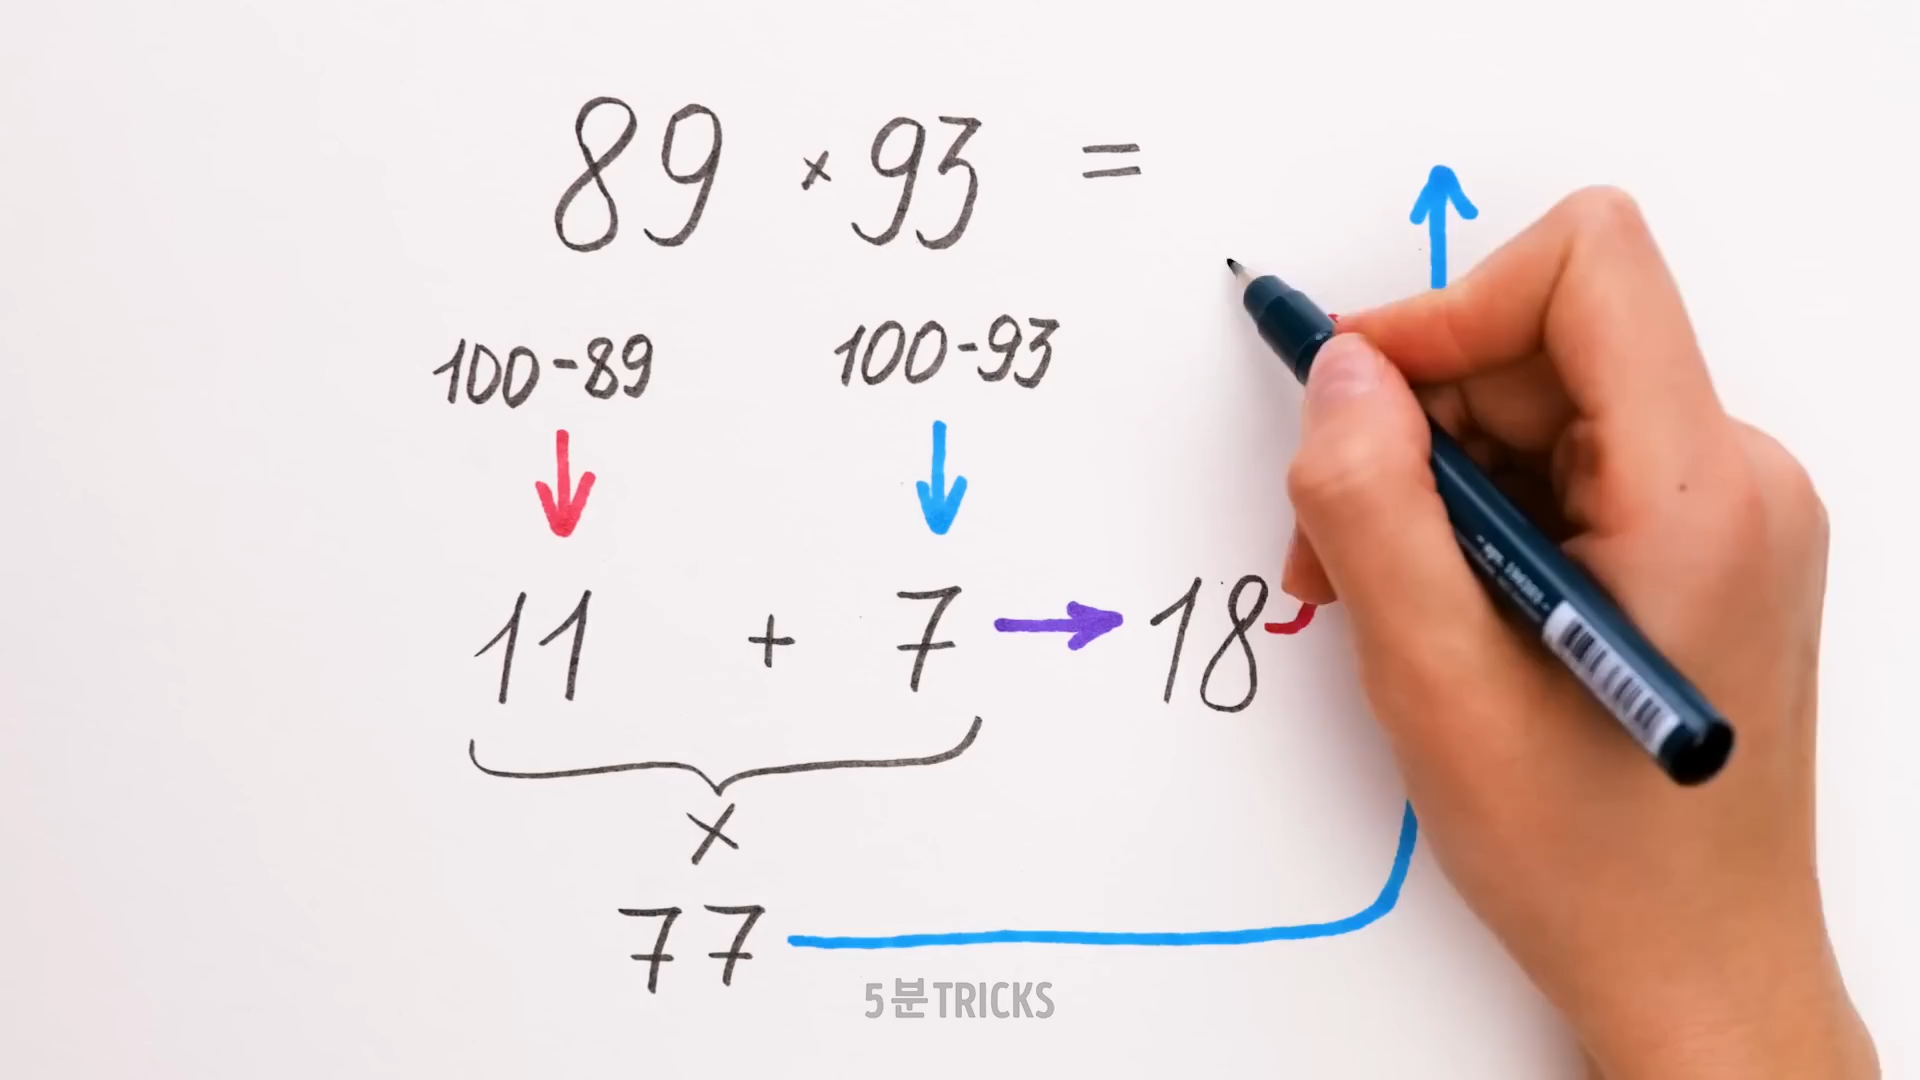 89 × 93 =
100-89 100-93
11 + 7 → 18
×
77
5분TRICKS